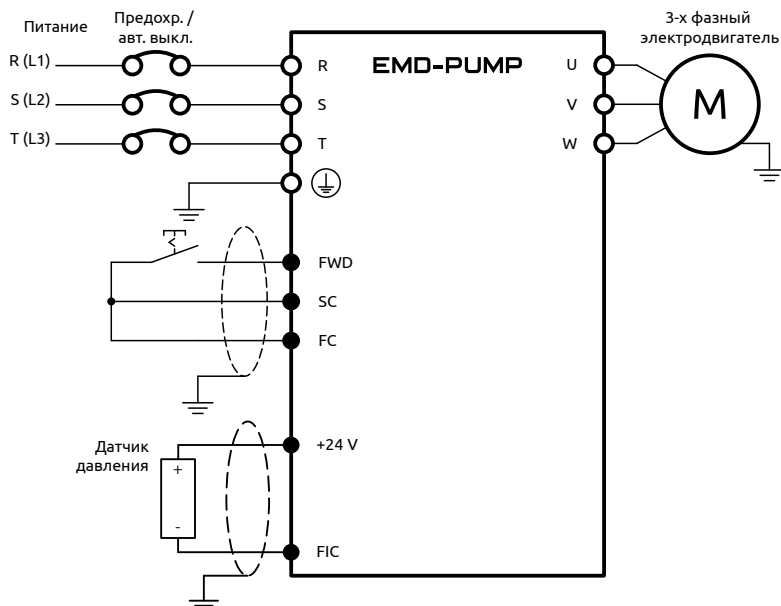 Питание
Предохр. /
авт. выкл.
3-х фазный
электродвигатель
R (L1)
R
EMD-PUMP
U
S (L2)
S
V
M
T (L3)
T
W
FWD
SC
FC
Датчик
давления
+24 V
+
-
FIC